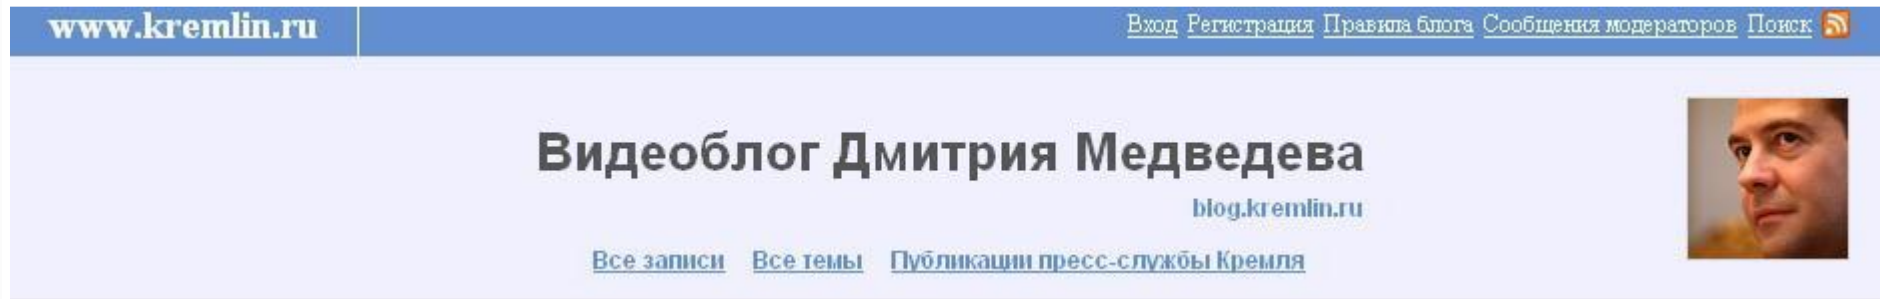 www.kremlin.ru
Вход Регистрация Правила блога Сообщения модераторов Поиск
Видеоблог Дмитрия Медведева
blog.kremlin.ru
Все записи Все темы Публикации пресс-службы Кремля